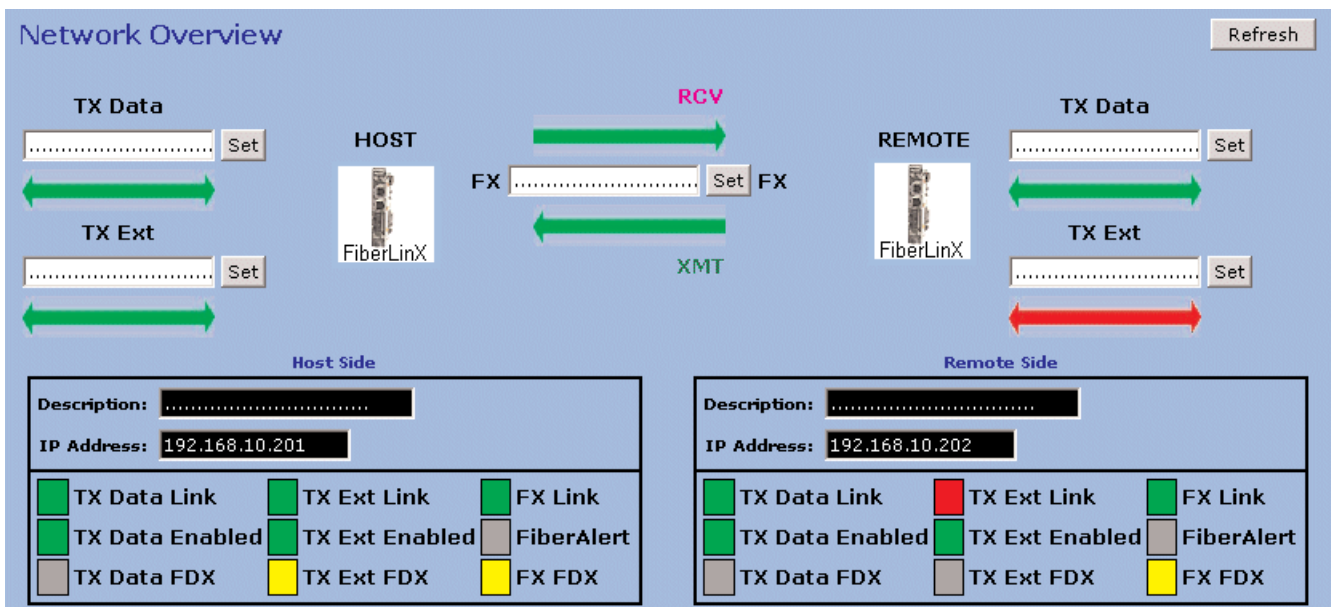 Network Overview
Refresh
TX Data
............................. Set
TX Ext
............................. Set
HOST
FiberLinX
RCV
FX ............................. Set FX
XMT
REMOTE
FiberLinX
TX Data
............................. Set
TX Ext
............................. Set
Host Side
Description: ................................
IP Address: 192.168.10.201
TX Data Link TX Ext Link FX Link
TX Data Enabled TX Ext Enabled FiberAlert
TX Data FDX TX Ext FDX FX FDX
Remote Side
Description: ................................
IP Address: 192.168.10.202
TX Data Link TX Ext Link FX Link
TX Data Enabled TX Ext Enabled FiberAlert
TX Data FDX TX Ext FDX FX FDX